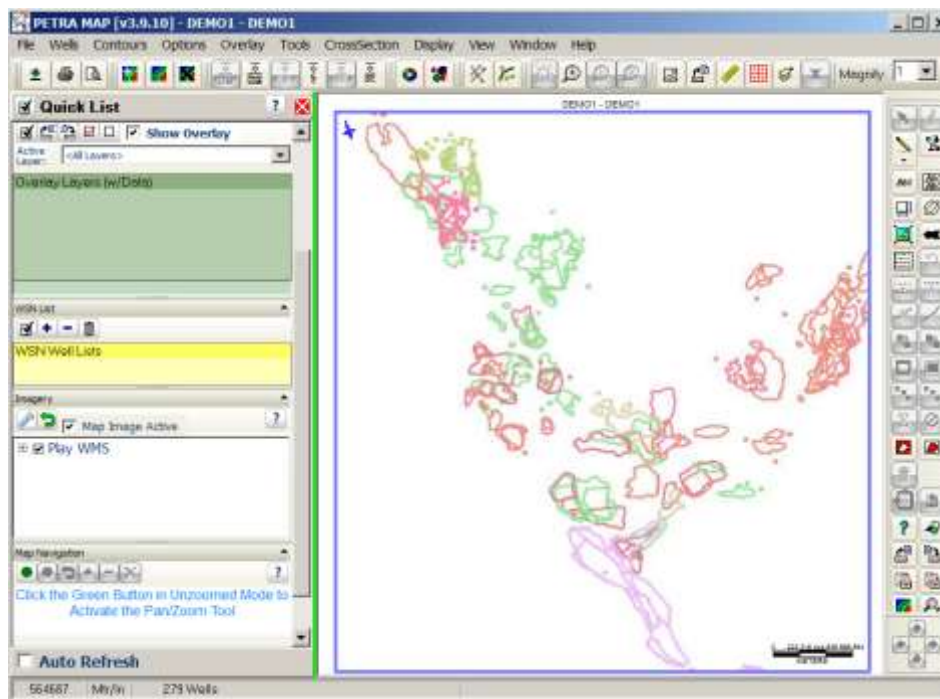 PETRA MAP [v3.9.10] - DEMO1 - DEMO1
File Wells Contours Options Overlay Tools CrossSection Display View Window Help
Magnify 1
Quick List ?
DEMO1 - DEMO1
Show Overlay
Active Layer: <All Layers>
Overlay Layers (w/Data)
WSN List
WSN Well Lists
Imagery
Map Image Active ?
Play WMS
Map Navigation
?
Click the Green Button in Unzoomed Mode to
Activate the Pan/Zoom Tool
Auto Refresh
564667 Mtr/in 279 Wells